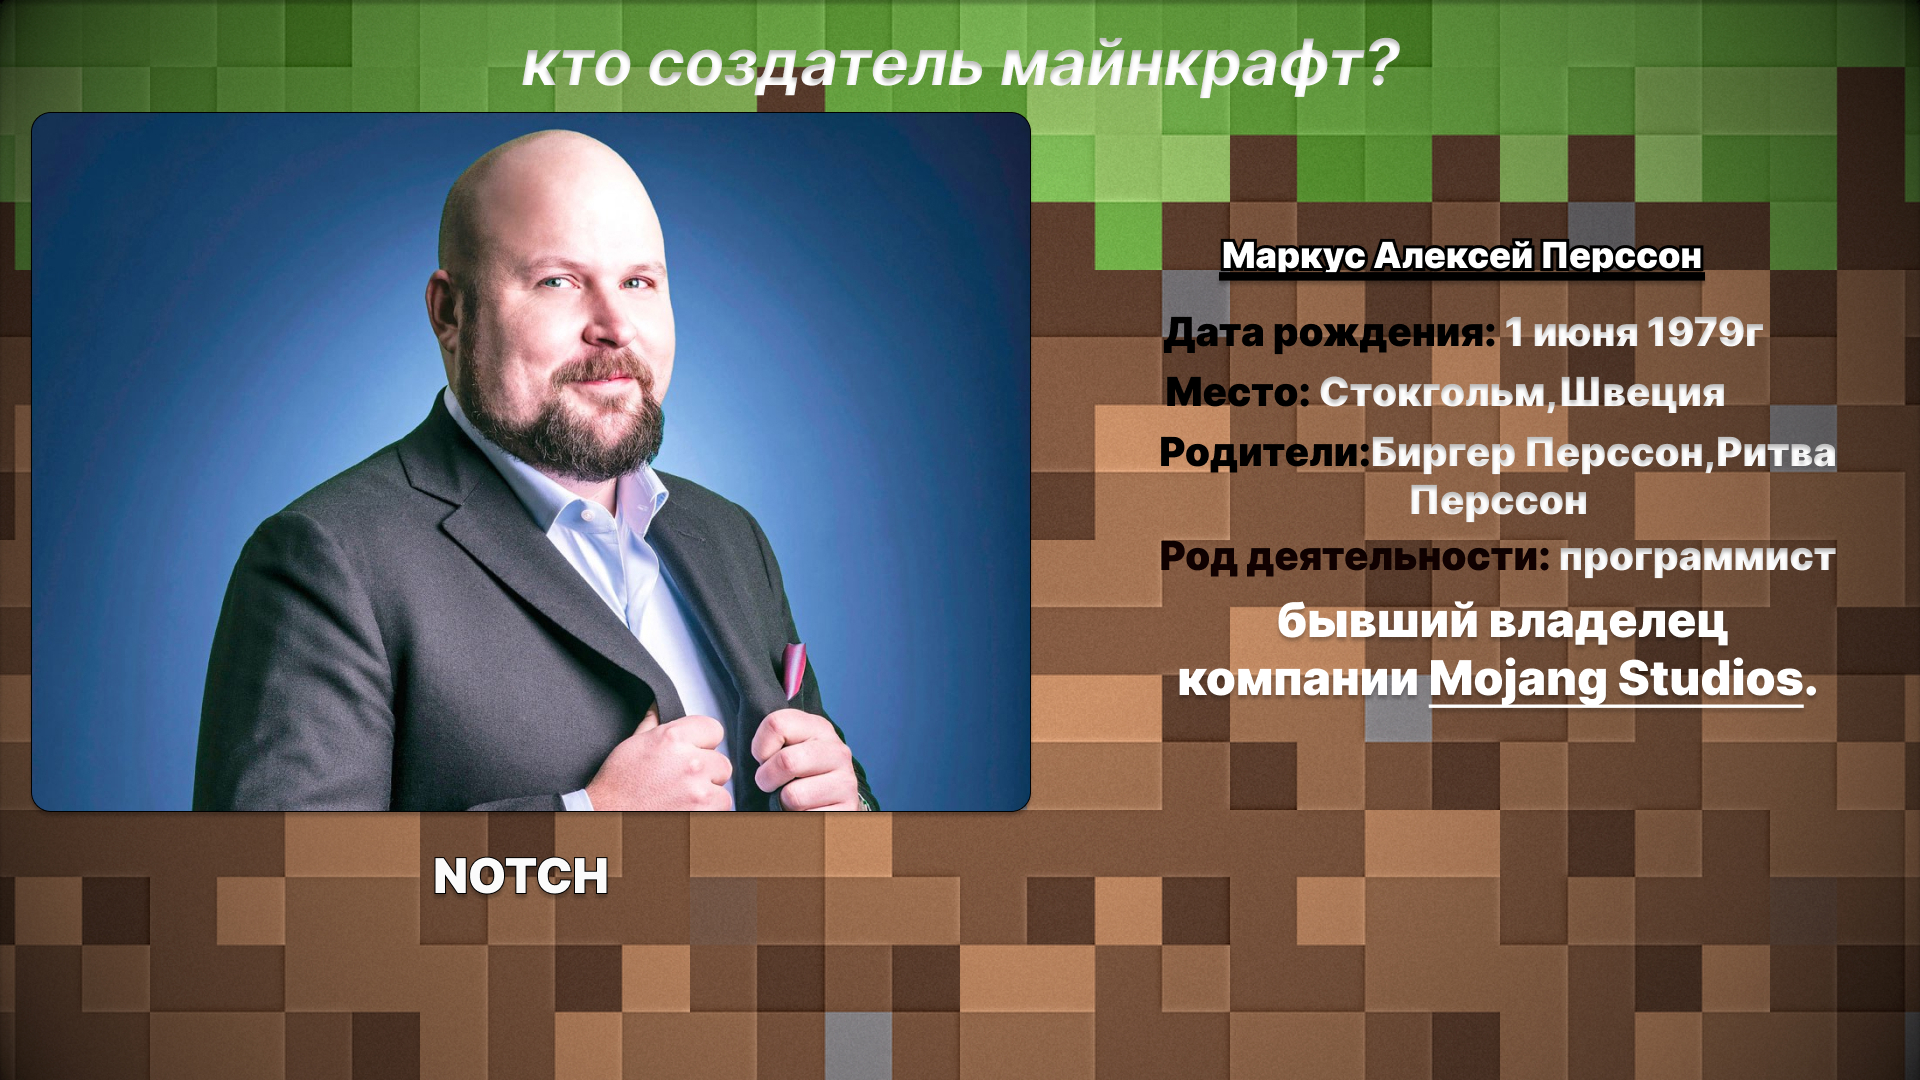 кто создатель майнкрафт?
Маркус Алексей Перссон
Дата рождения: 1 июня 1979г
Место: Стокгольм,Швеция
Родители:Биргер Перссон,Ритва
Перссон
Род деятельности: программист
бывший владелец
компании Mojang Studios.
NOTCH